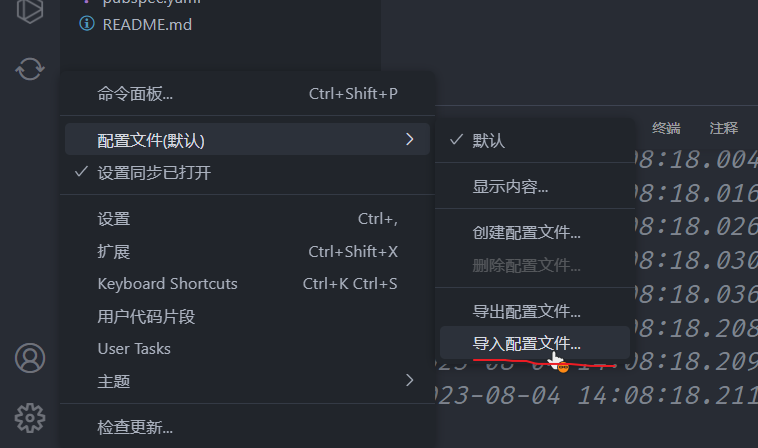 pubspec.yaml
README.md
命令面板... Ctrl+Shift+P
配置文件(默认)
设置同步已打开
设置 Ctrl+,
扩展 Ctrl+Shift+X
Keyboard Shortcuts Ctrl+K Ctrl+S
用户代码片段
User Tasks
主题
检查更新...
默认
显示内容...
创建配置文件...
删除配置文件...
导出配置文件...
导入配置文件...
终端 注释
08:18.004
08:18.016
08:18.026
08:18.030
08:18.036
08:18.208
14:08:18.209
023-08-04 14:08:18.211